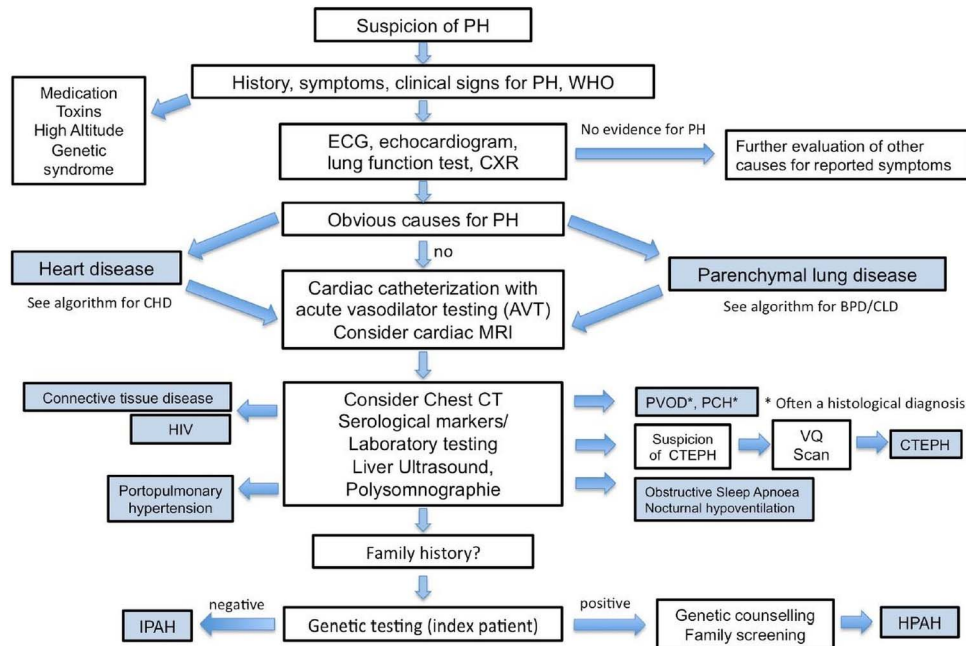 Suspicion of PH
History, symptoms, clinical signs for PH, WHO
Medication
Toxins
High Altitude
Genetic
syndrome
ECG, echocardiogram,
lung function test, CXR
No evidence for PH
Further evaluation of other
causes for reported symptoms
Obvious causes for PH
no
Heart disease
See algorithm for CHD
Parenchymal lung disease
See algorithm for BPD/CLD
Cardiac catheterization with
acute vasodilator testing (AVT)
Consider cardiac MRI
Consider Chest CT
Serological markers/
Laboratory testing
Liver Ultrasound,
Polysomnographie
Connective tissue disease
HIV
Portopulmonary
hypertension
PVOD*, PCH*
* Often a histological diagnosis
Suspicion
of CTEPH
VQ
Scan
CTEPH
Obstructive Sleep Apnoea
Nocturnal hypoventilation
Family history?
Genetic testing (index patient)
negative
IPAH
positive
Genetic counselling
Family screening
HPAH